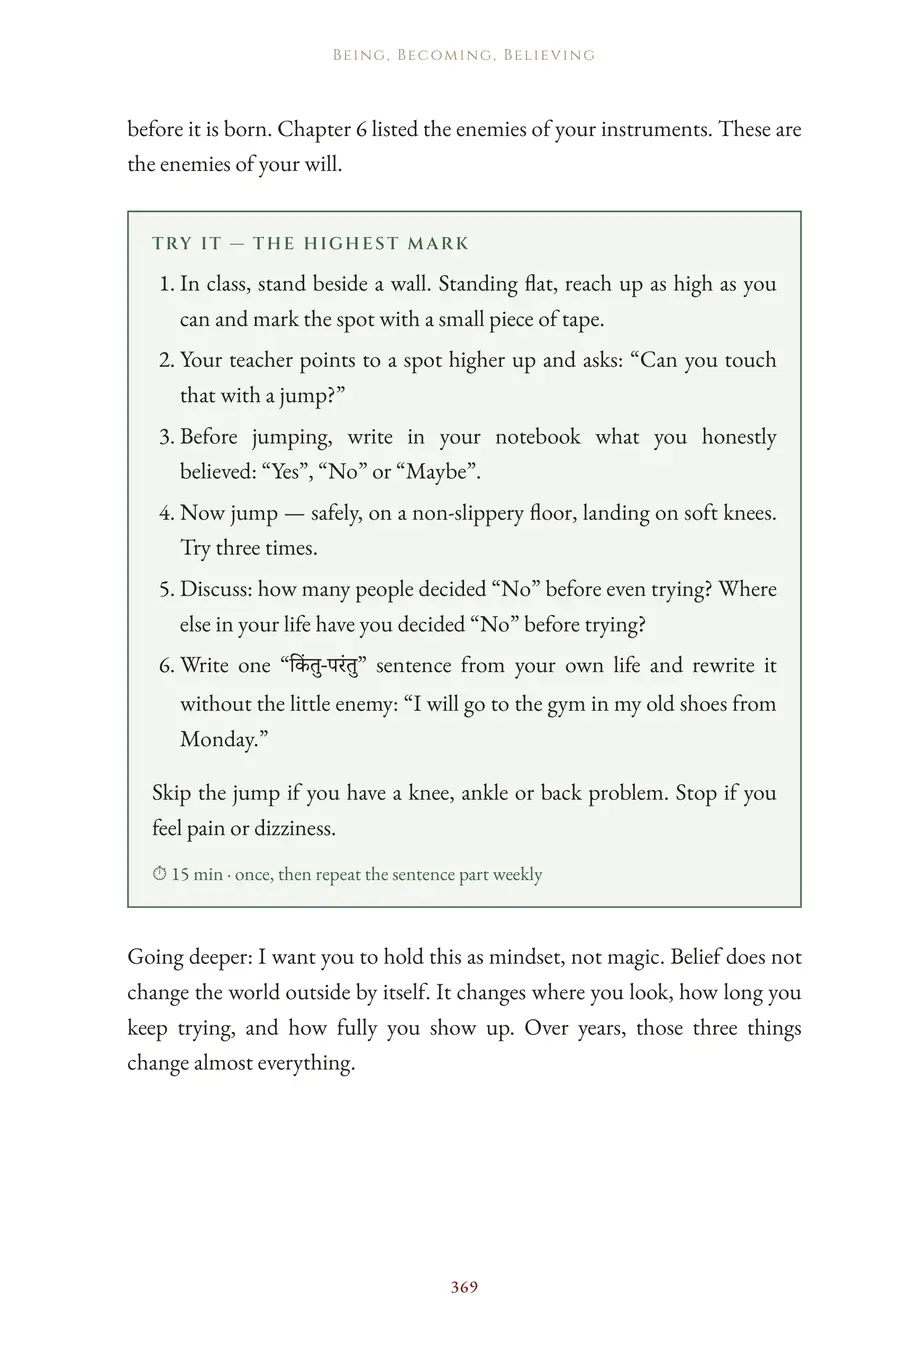 Being, Becoming, Believing
before it is born. Chapter 6 listed the enemies of your instruments. These are
the enemies of your will.
TRY IT — THE HIGHEST MARK
1. In class, stand beside a wall. Standing flat, reach up as high as you
can and mark the spot with a small piece of tape.
2. Your teacher points to a spot higher up and asks: “Can you touch
that with a jump?”
3. Before jumping, write in your notebook what you honestly
believed: “Yes”, “No” or “Maybe”.
4. Now jump — safely, on a non-slippery floor, landing on soft knees.
Try three times.
5. Discuss: how many people decided “No” before even trying? Where
else in your life have you decided “No” before trying?
6. Write one “किंतु-परंतु” sentence from your own life and rewrite it
without the little enemy: “I will go to the gym in my old shoes from
Monday.”
Skip the jump if you have a knee, ankle or back problem. Stop if you
feel pain or dizziness.
⏱ 15 min · once, then repeat the sentence part weekly
Going deeper: I want you to hold this as mindset, not magic. Belief does not
change the world outside by itself. It changes where you look, how long you
keep trying, and how fully you show up. Over years, those three things
change almost everything.
369